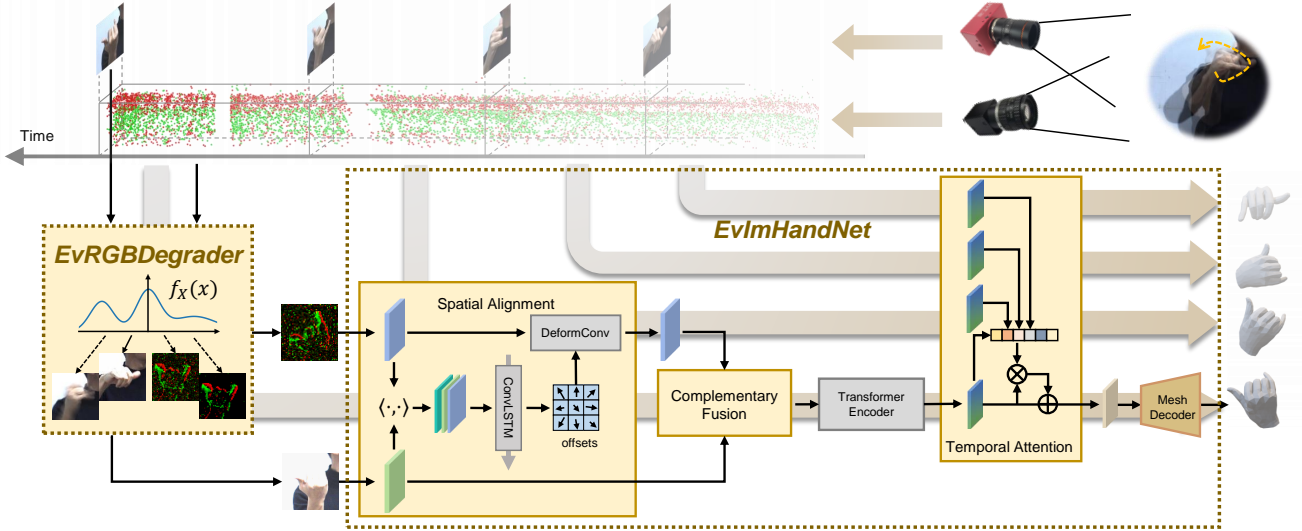 Time
EvImHandNet
EvRGBDegrader
f_X(x)
Spatial Alignment
DeformConv
⟨·,·⟩
ConvLSTM
offsets
Complementary
Fusion
Transformer
Encoder
Mesh
Decoder
Temporal Attention